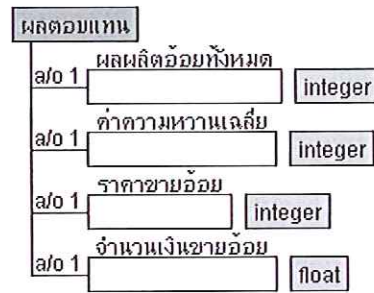 ผลตอบแทน
ผลผลิตอ้อยทั้งหมด
a/o 1 integer
ค่าความหวานเฉลี่ย
a/o 1 integer
ราคาขายอ้อย
a/o 1 integer
จำนวนเงินขายอ้อย
a/o 1 float